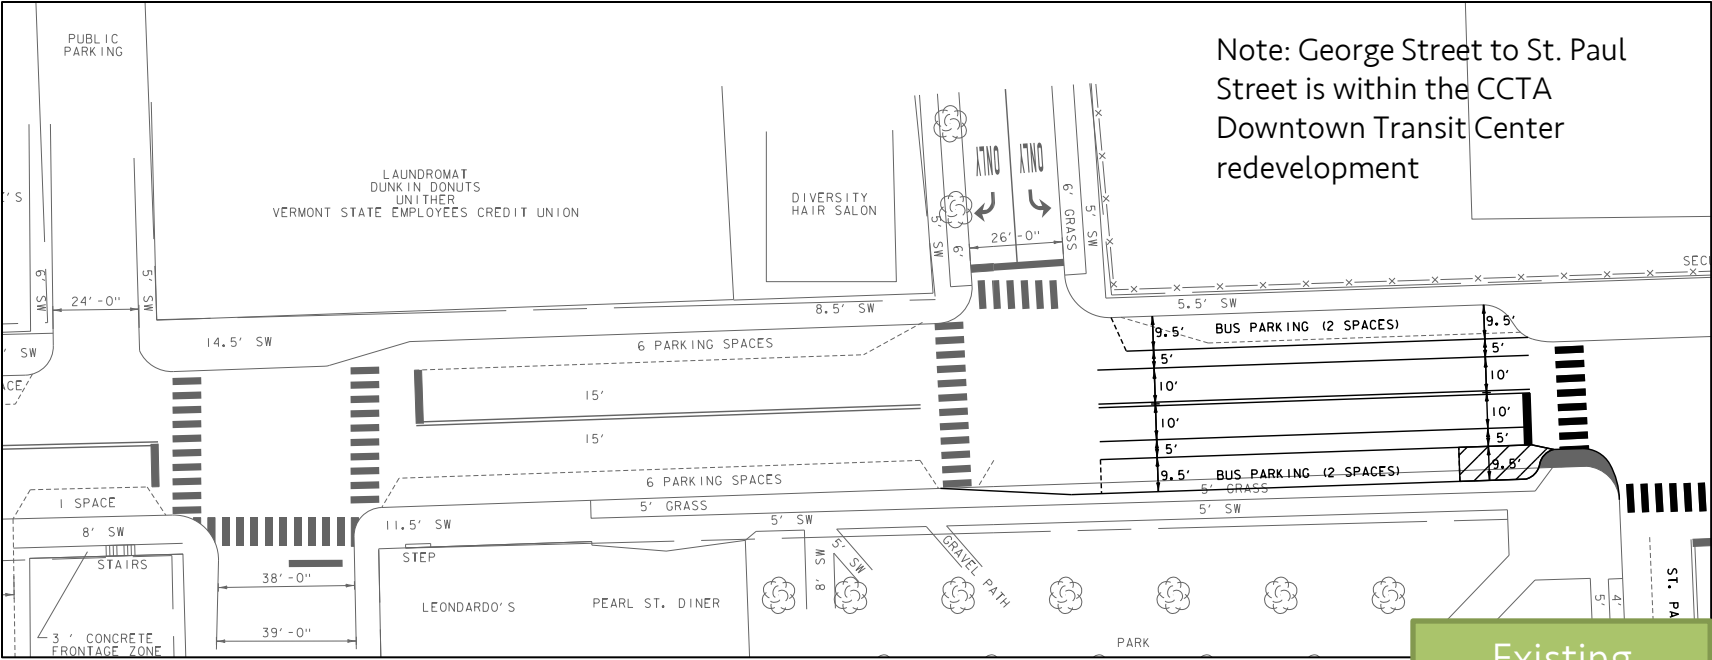 PUBLIC
PARKING
Note: George Street to St. Paul
Street is within the CCTA
Downtown Transit Center
redevelopment
LAUNDROMAT
DUNKIN DONUTS
UNITHER
VERMONT STATE EMPLOYEES CREDIT UNION
DIVERSITY
HAIR SALON
'S
ONLY
ONLY
6' GRASS
5' SW
5' SW
6'
26'-0"
6' SW
5' SW
24'-0"
' SW
14.5' SW
8.5' SW
6 PARKING SPACES
5.5' SW
9.5'
BUS PARKING (2 SPACES)
9.5'
5'
5'
10'
10'
15'
15'
10'
10'
5'
5'
9.5'
BUS PARKING (2 SPACES)
9.5'
6 PARKING SPACES
1 SPACE
5' GRASS
5' GRASS
5' SW
8' SW
11.5' SW
5' SW
STAIRS
STEP
8' SW
5' SW
GRAVEL PATH
38'-0"
LEONARDO'S
PEARL ST. DINER
39'-0"
3 ' CONCRETE
FRONTAGE ZONE
PARK
5'
4'
ST. PA
Existing